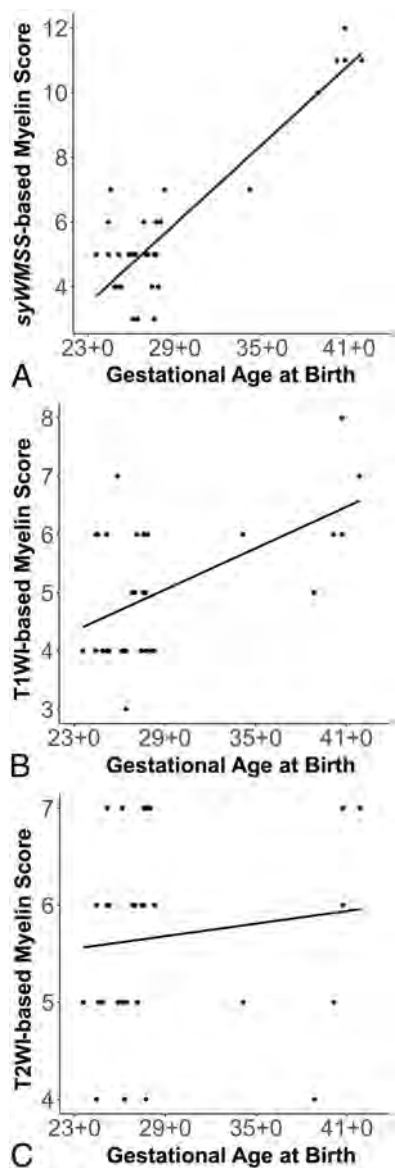 12
10
8
6
4
syWMSS-based Myelin Score
23+0 29+0 35+0 41+0
A Gestational Age at Birth
8
7
6
5
4
3
T1WI-based Myelin Score
23+0 29+0 35+0 41+0
B Gestational Age at Birth
7
6
5
4
T2WI-based Myelin Score
23+0 29+0 35+0 41+0
C Gestational Age at Birth